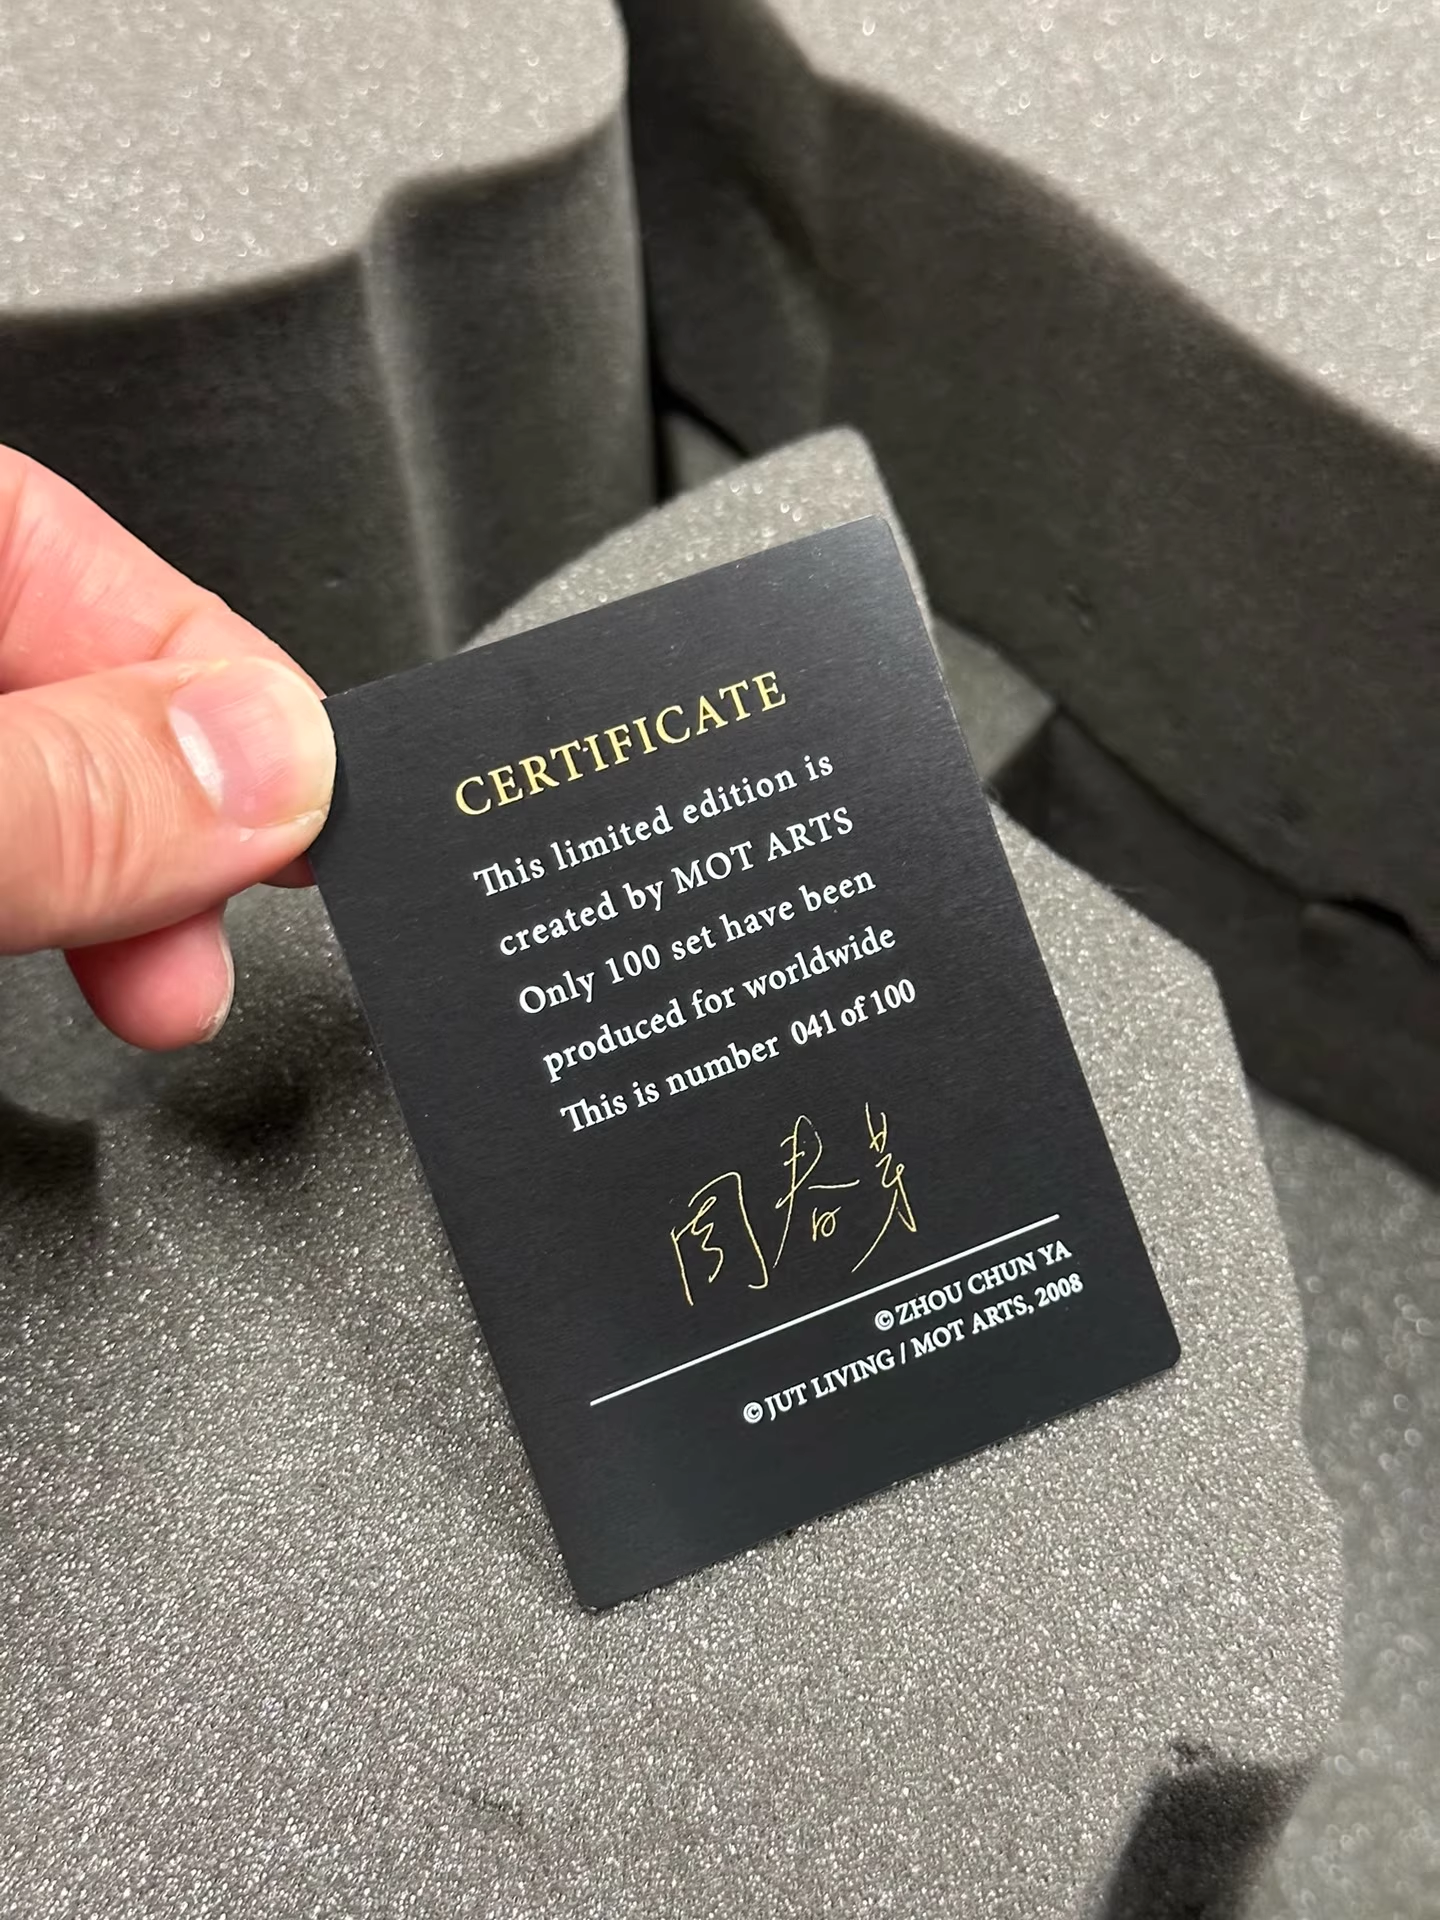 CERTIFICATE
This limited edition is
created by MOT ARTS
Only 100 set have been
produced for worldwide
This is number 041 of 100
周春芽
©ZHOU CHUN YA
©JUT LIVING / MOT ARTS, 2008